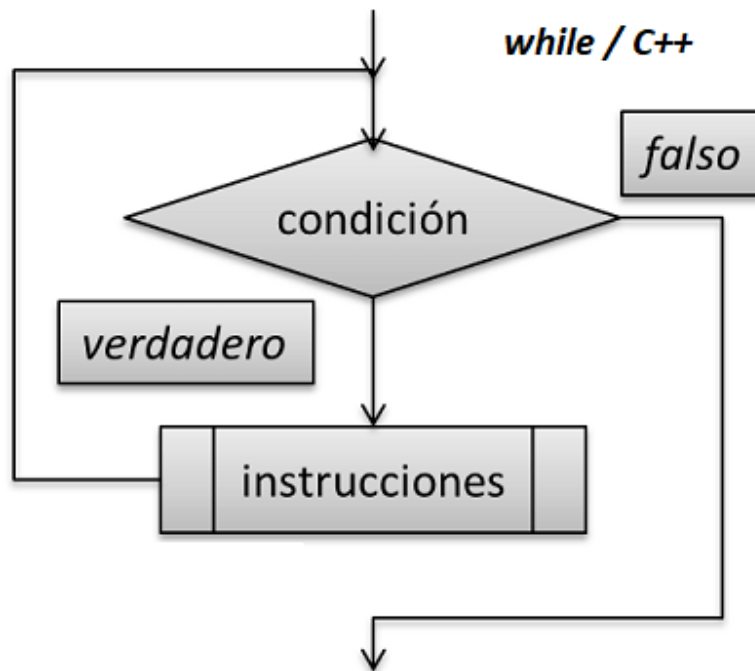 while / C++
falso
condición
verdadero
instrucciones